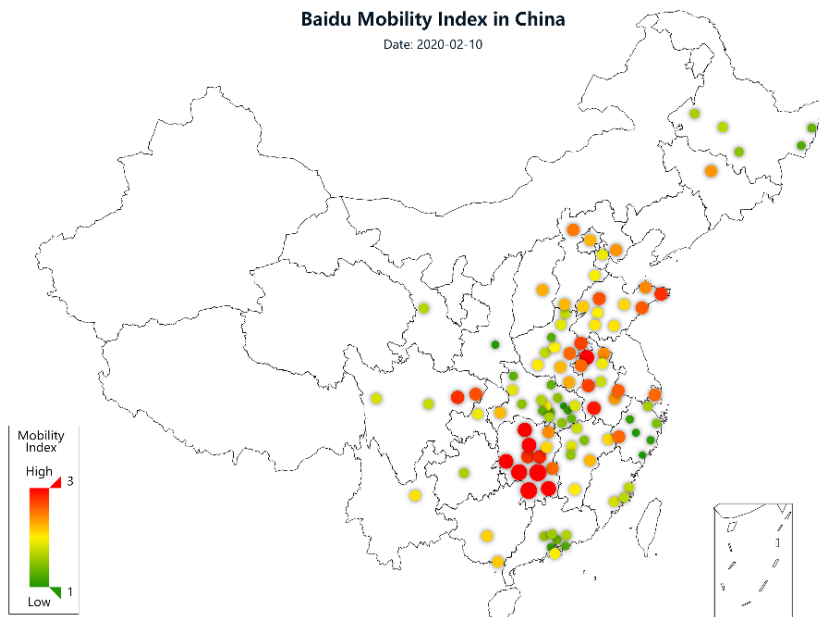 Baidu Mobility Index in China
Date: 2020-02-10
Mobility
Index
High
3
1
Low